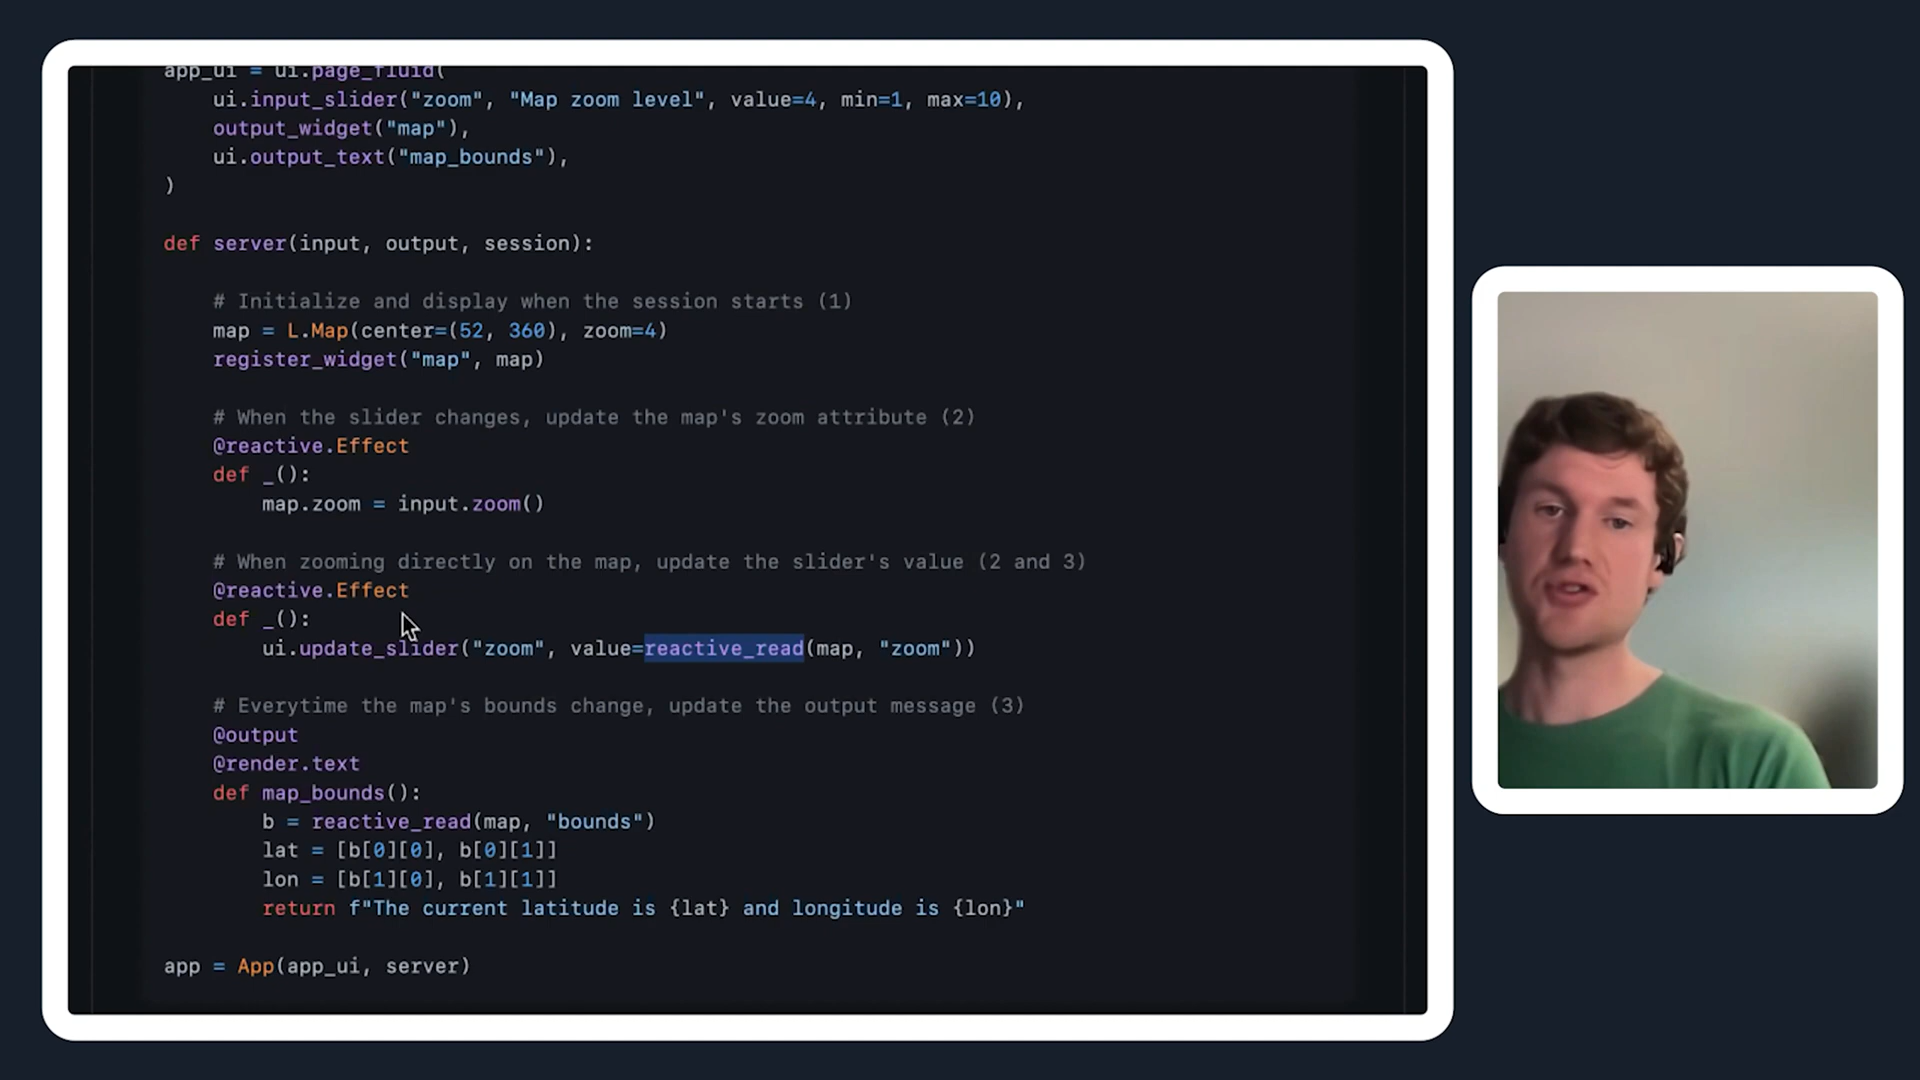 app_ui = ui.page_fluid(
    ui.input_slider("zoom", "Map zoom level", value=4, min=1, max=10),
    output_widget("map"),
    ui.output_text("map_bounds"),
)
def server(input, output, session):
    # Initialize and display when the session starts (1)
    map = L.Map(center=(52, 360), zoom=4)
    register_widget("map", map)
    # When the slider changes, update the map's zoom attribute (2)
    @reactive.Effect
    def _():
        map.zoom = input.zoom()
    # When zooming directly on the map, update the slider's value (2 and 3)
    @reactive.Effect
    def _():
        ui.update_slider("zoom", value=reactive_read(map, "zoom"))
    # Everytime the map's bounds change, update the output message (3)
    @output
    @render.text
    def map_bounds():
        b = reactive_read(map, "bounds")
        lat = [b[0][0], b[0][1]]
        lon = [b[1][0], b[1][1]]
        return f"The current latitude is {lat} and longitude is {lon}"
app = App(app_ui, server)